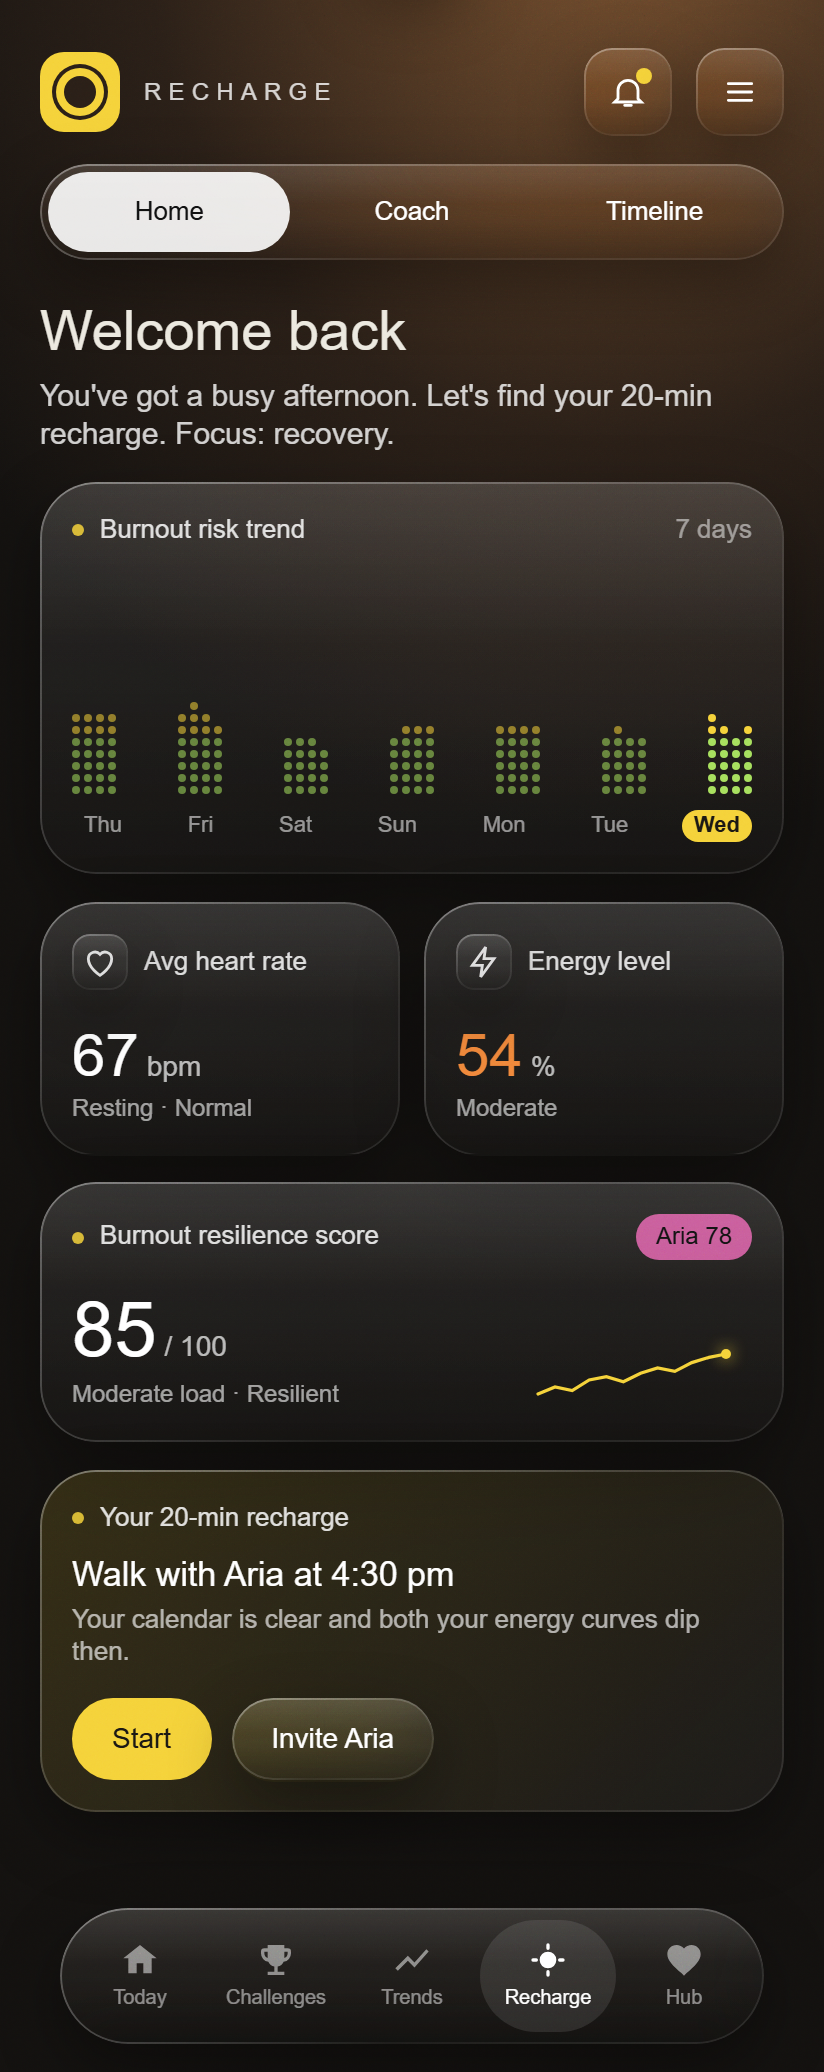 RECHARGE
Home Coach Timeline
Welcome back
You've got a busy afternoon. Let's find your 20-min
recharge. Focus: recovery.
Burnout risk trend 7 days
Thu Fri Sat Sun Mon Tue Wed
Avg heart rate
67 bpm
Resting · Normal
Energy level
54 %
Moderate
Burnout resilience score Aria 78
85 / 100
Moderate load · Resilient
Your 20-min recharge
Walk with Aria at 4:30 pm
Your calendar is clear and both your energy curves dip
then.
Start Invite Aria
Today Challenges Trends Recharge Hub